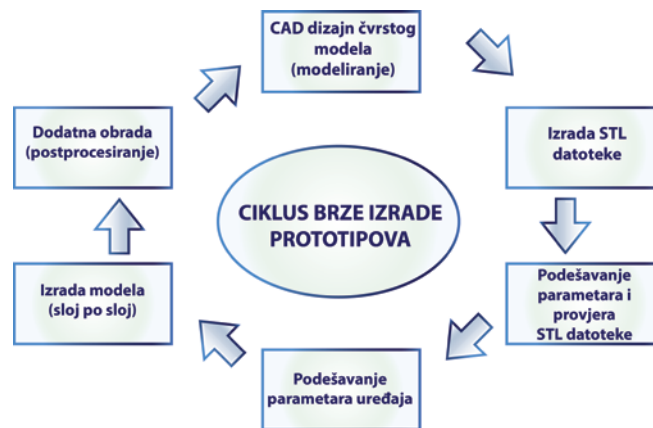 CAD dizajn čvrstog
modela
(modeliranje)
Izrada STL
datoteke
Podešavanje
parametara i
provjera
STL datoteke
Podešavanje
parametara uređaja
Izrada modela
(sloj po sloj)
Dodatna obrada
(postprocesiranje)
CIKLUS BRZE IZRADE
PROTOTIPOVA